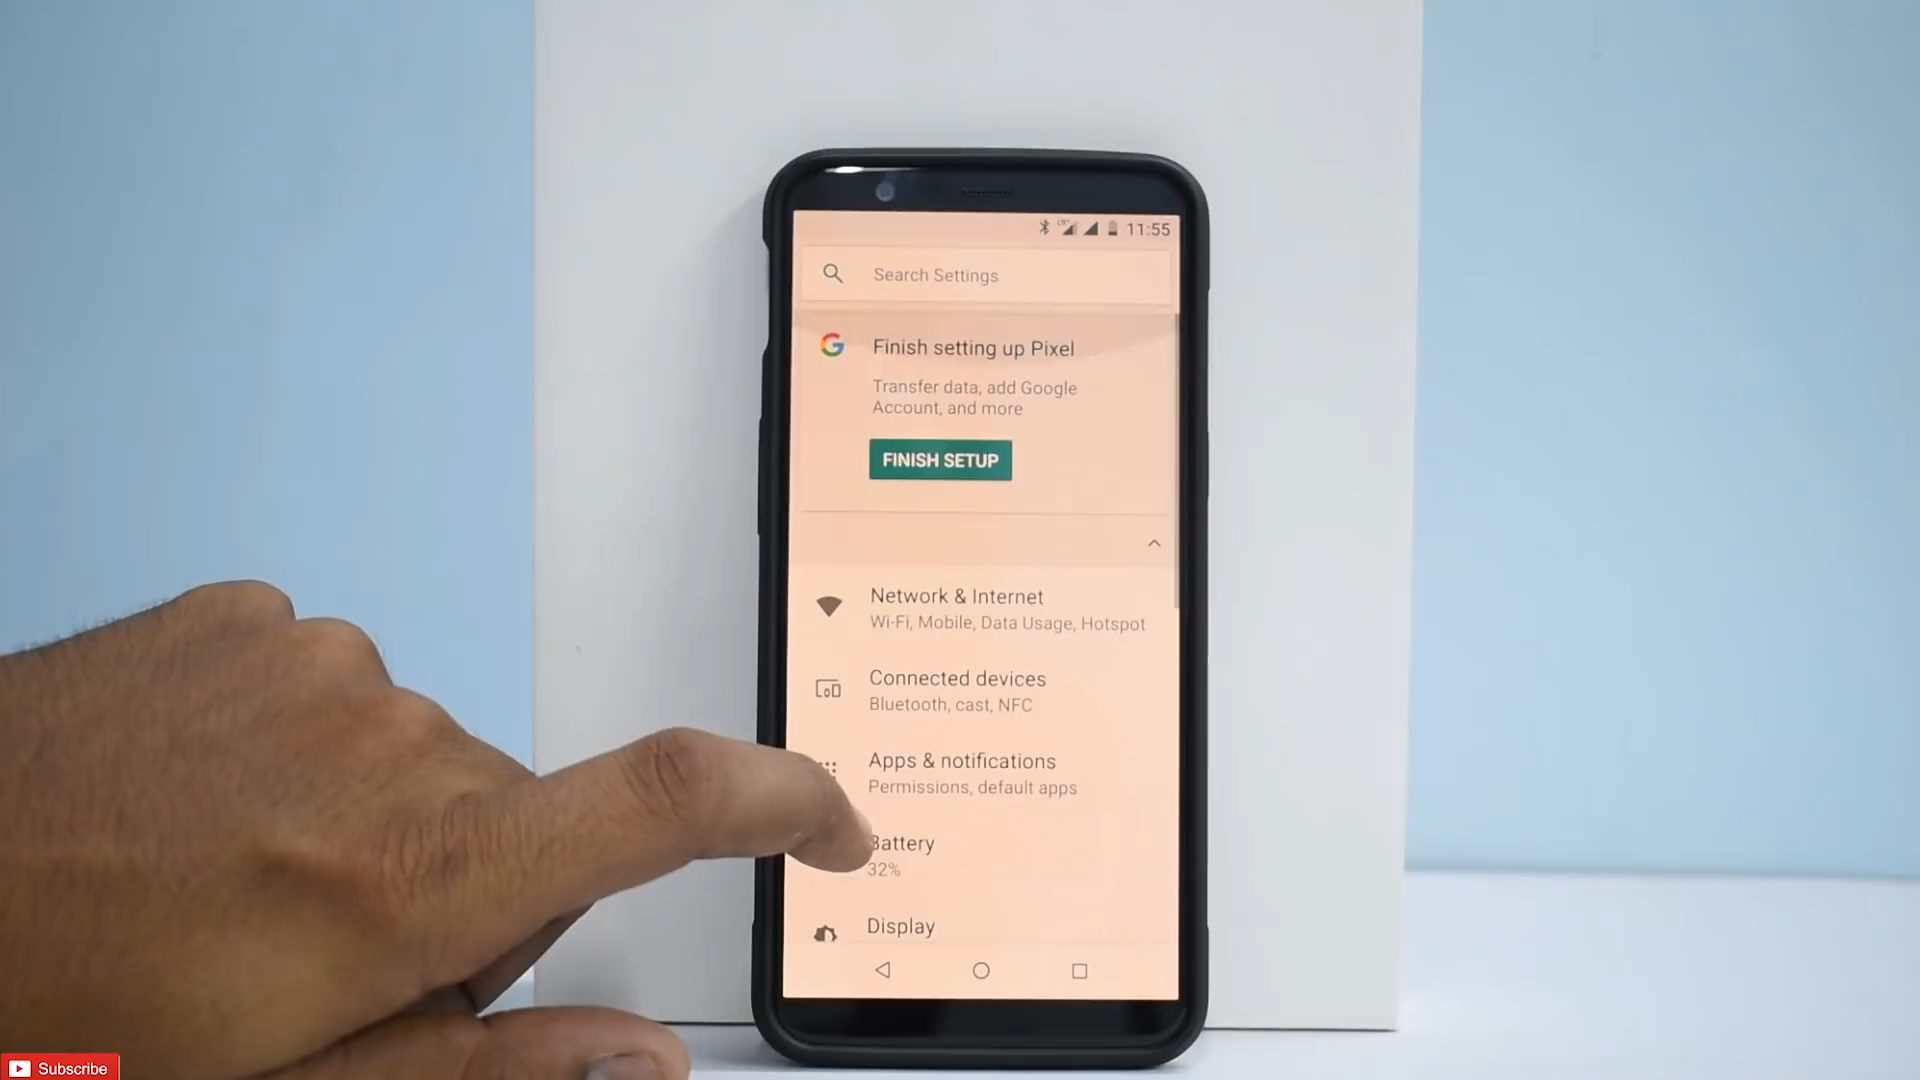 LTE 11:55
Search Settings
Finish setting up Pixel
Transfer data, add Google
Account, and more
FINISH SETUP
Network & Internet
Wi-Fi, Mobile, Data Usage, Hotspot
Connected devices
Bluetooth, cast, NFC
Apps & notifications
Permissions, default apps
Battery
32%
Display
Subscribe